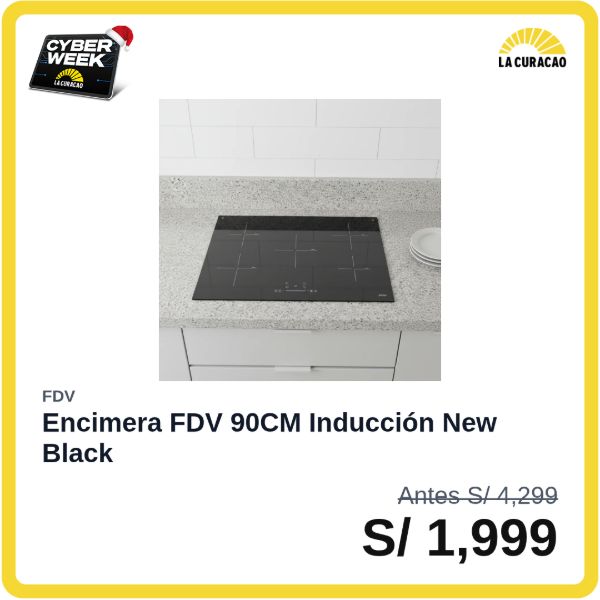 CYBER
WEEK
LA CURACAO
LA CURACAO
FDV
Encimera FDV 90CM Inducción New
Black
Antes S/ 4,299
S/ 1,999